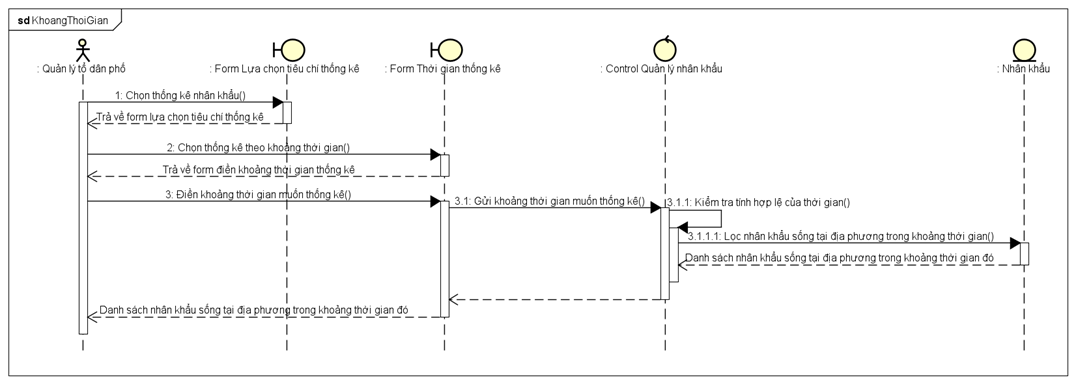 sd KhoangThoiGian
: Quản lý tổ dân phố
: Form Lựa chọn tiêu chí thống kê
: Form Thời gian thống kê
: Control Quản lý nhân khẩu
: Nhân khẩu
1: Chọn thống kê nhân khẩu()
Trả về form lựa chọn tiêu chí thống kê
2: Chọn thống kê theo khoảng thời gian()
Trả về form điền khoảng thời gian thống kê
3: Điền khoảng thời gian muốn thống kê()
3.1: Gửi khoảng thời gian muốn thống kê()
3.1.1: Kiểm tra tính hợp lệ của thời gian()
3.1.1.1: Lọc nhân khẩu sống tại địa phương trong khoảng thời gian()
Danh sách nhân khẩu sống tại địa phương trong khoảng thời gian đó
Danh sách nhân khẩu sống tại địa phương trong khoảng thời gian đó